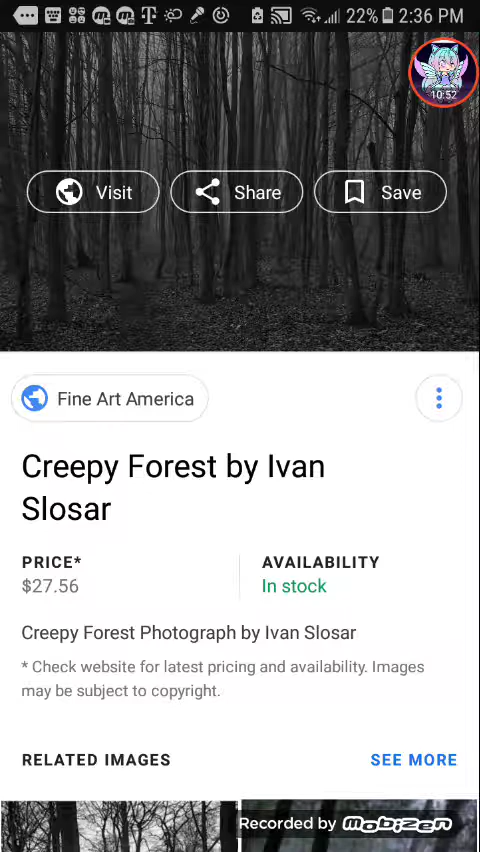 22% 2:36 PM
10:52
Visit Share Save
Fine Art America
Creepy Forest by Ivan
Slosar
PRICE* AVAILABILITY
$27.56 In stock
Creepy Forest Photograph by Ivan Slosar
* Check website for latest pricing and availability. Images
may be subject to copyright.
RELATED IMAGES SEE MORE
Recorded by mobizen